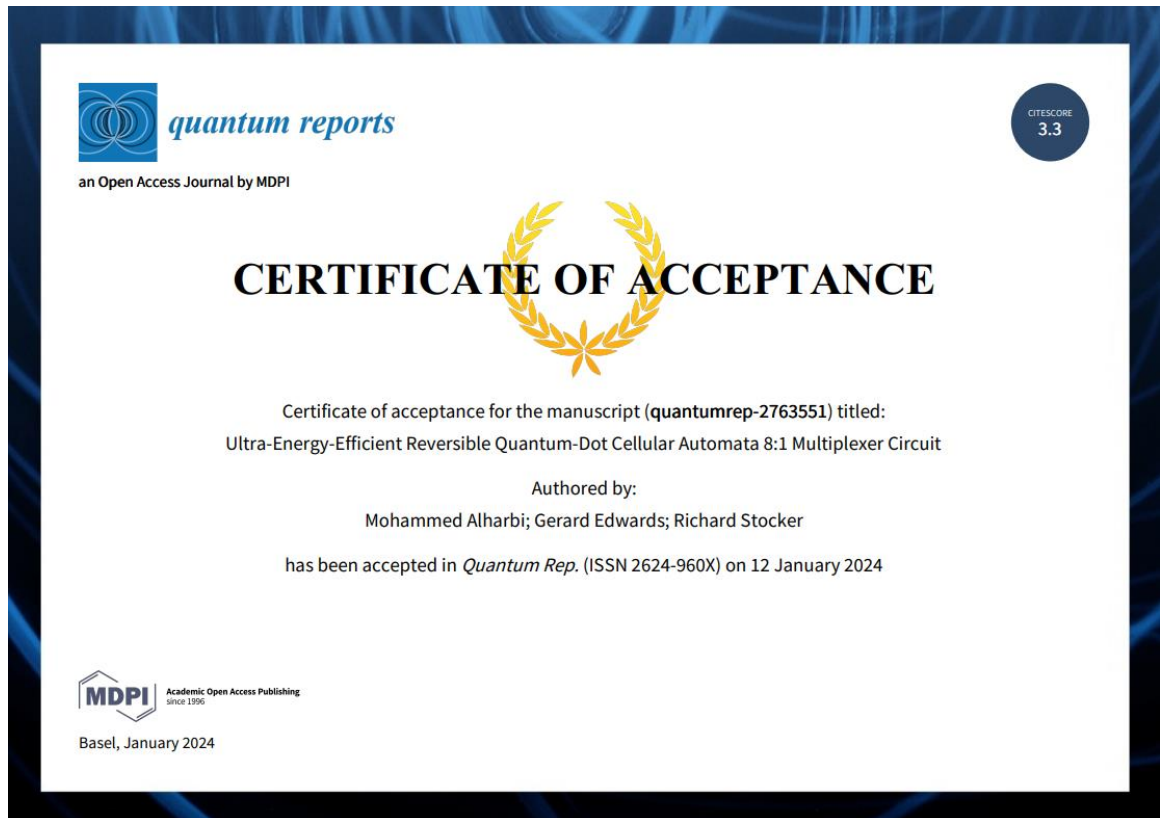 quantum reports
CITESCORE
3.3
an Open Access Journal by MDPI
CERTIFICATE OF ACCEPTANCE
Certificate of acceptance for the manuscript (quantumrep-2763551) titled:
Ultra-Energy-Efficient Reversible Quantum-Dot Cellular Automata 8:1 Multiplexer Circuit
Authored by:
Mohammed Alharbi; Gerard Edwards; Richard Stocker
has been accepted in Quantum Rep. (ISSN 2624-960X) on 12 January 2024
MDPI
Academic Open Access Publishing
since 1996
Basel, January 2024